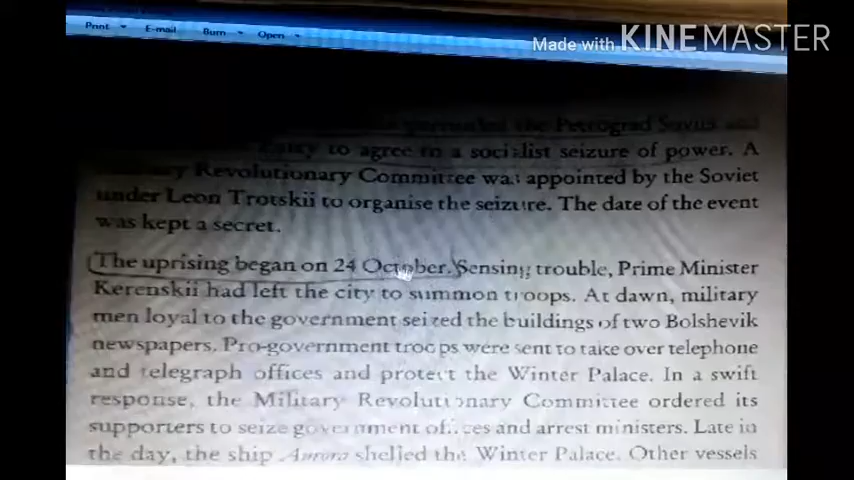 Print E-mail Burn Open
Made with KINEMASTER
the Petrograd Soviet and
to agree to a socialist seizure of power. A
Revolutionary Committee was appointed by the Soviet
under Leon Trotskii to organise the seizure. The date of the event
was kept a secret.
The uprising began on 24 October. Sensing trouble, Prime Minister
Kerenskii had left the city to summon troops. At dawn, military
men loyal to the government seized the buildings of two Bolshevik
newspapers. Pro-government troops were sent to take over telephone
and telegraph offices and protect the Winter Palace. In a swift
response, the Military Revolutionary Committee ordered its
supporters to seize government offices and arrest ministers. Late in
the day, the ship Aurora shelled the Winter Palace. Other vessels